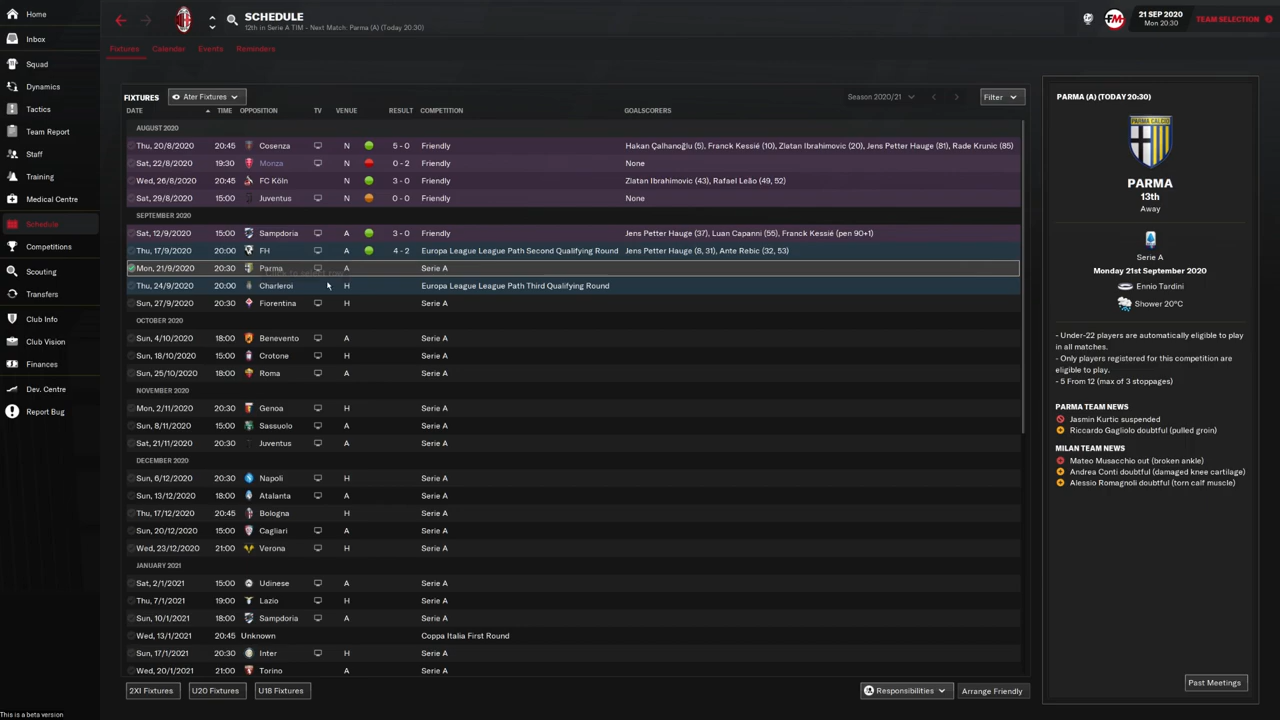 SCHEDULE
12th in Serie A TIM - Next Match: Parma (A) (Today 20:30)
21 SEP 2020
Mon 20:30
TEAM SELECTION
Home
Inbox
Squad
Dynamics
Tactics
Team Report
Staff
Training
Medical Centre
Schedule
Competitions
Scouting
Transfers
Club Info
Club Vision
Finances
Dev. Centre
Report Bug
This is a beta version
Fixtures Calendar Events Reminders
FIXTURES Ater Fixtures Season 2020/21 Filter
DATE TIME OPPOSITION TV VENUE RESULT COMPETITION GOALSCORERS
AUGUST 2020
Thu, 20/8/2020 20:45 Cosenza N 5 - 0 Friendly Hakan Çalhanoğlu (5), Franck Kessié (10), Zlatan Ibrahimovic (20), Jens Petter Hauge (81), Rade Krunic (85)
Sat, 22/8/2020 19:30 Monza N 0 - 2 Friendly None
Wed, 26/8/2020 20:45 FC Köln N 3 - 0 Friendly Zlatan Ibrahimovic (43), Rafael Leão (49, 52)
Sat, 29/8/2020 15:00 Juventus N 0 - 0 Friendly None
SEPTEMBER 2020
Sat, 12/9/2020 15:00 Sampdoria A 3 - 0 Friendly Jens Petter Hauge (37), Luan Capanni (55), Franck Kessié (pen 90+1)
Thu, 17/9/2020 20:00 FH A 4 - 2 Europa League League Path Second Qualifying Round Jens Petter Hauge (8, 31), Ante Rebic (32, 53)
Mon, 21/9/2020 20:30 Parma A Serie A
Thu, 24/9/2020 20:00 Charleroi H Europa League League Path Third Qualifying Round
Sun, 27/9/2020 20:30 Fiorentina H Serie A
OCTOBER 2020
Sun, 4/10/2020 18:00 Benevento A Serie A
Sun, 18/10/2020 15:00 Crotone H Serie A
Sun, 25/10/2020 18:00 Roma A Serie A
NOVEMBER 2020
Mon, 2/11/2020 20:30 Genoa H Serie A
Sun, 8/11/2020 15:00 Sassuolo H Serie A
Sat, 21/11/2020 20:30 Juventus A Serie A
DECEMBER 2020
Sun, 6/12/2020 20:30 Napoli H Serie A
Sun, 13/12/2020 18:00 Atalanta A Serie A
Thu, 17/12/2020 20:45 Bologna H Serie A
Sun, 20/12/2020 15:00 Cagliari A Serie A
Wed, 23/12/2020 21:00 Verona H Serie A
JANUARY 2021
Sat, 2/1/2021 15:00 Udinese A Serie A
Thu, 7/1/2021 19:00 Lazio H Serie A
Sun, 10/1/2021 18:00 Sampdoria A Serie A
Wed, 13/1/2021 20:45 Unknown Coppa Italia First Round
Sun, 17/1/2021 20:30 Inter H Serie A
Wed, 20/1/2021 21:00 Torino A Serie A
2XI Fixtures U20 Fixtures U18 Fixtures Responsibilities Arrange Friendly
PARMA (A) (TODAY 20:30)
PARMA CALCIO
PARMA
13th
Away
Serie A
Monday 21st September 2020
Ennio Tardini
Shower 20°C
- Under-22 players are automatically eligible to play
in all matches.
- Only players registered for this competition are
eligible to play.
- 5 From 12 (max of 3 stoppages)
PARMA TEAM NEWS
Jasmin Kurtic suspended
Riccardo Gagliolo doubtful (pulled groin)
MILAN TEAM NEWS
Mateo Musacchio out (broken ankle)
Andrea Conti doubtful (damaged knee cartilage)
Alessio Romagnoli doubtful (torn calf muscle)
Past Meetings